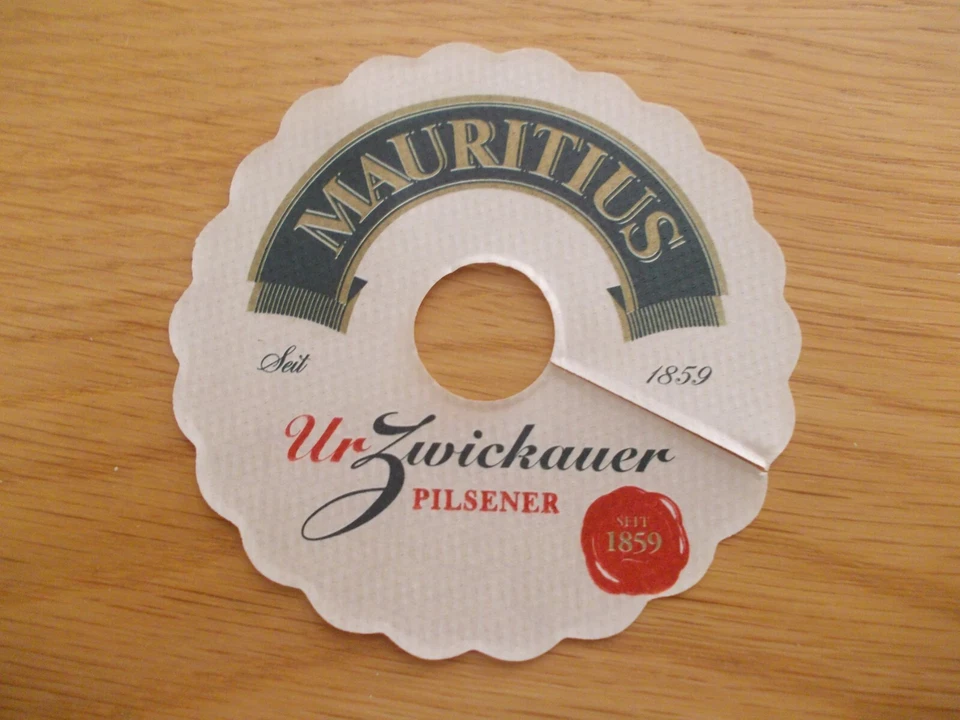 MAURITIUS
Seit 1859
UrZwickauer
PILSENER
SEIT
1859